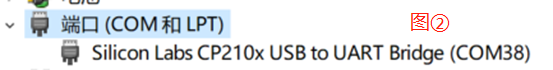 端口 (COM 和 LPT)
图②
Silicon Labs CP210x USB to UART Bridge (COM38)